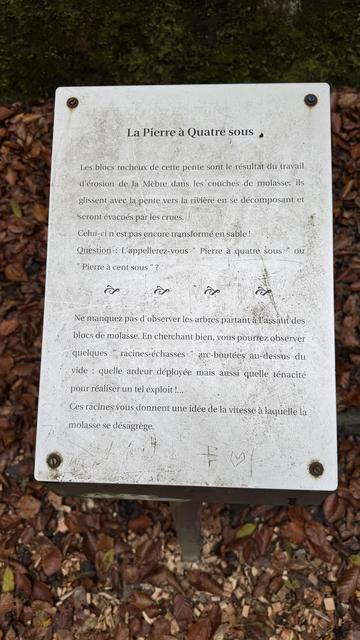 La Pierre à Quatre sous
Les blocs rocheux de cette pente sont le résultat du travail
d'érosion de la Mèbre dans les couches de molasse: ils
glissent avec la pente vers la rivière en se décomposant et
seront évacués par les crues.
Celui-ci n'est pas encore transformé en sable !
Question : L'appellerez-vous " Pierre à quatre sous " ou
" Pierre à cent sous " ?
Ne manquez pas d'observer les arbres partant à l'assaut des
blocs de molasse. En cherchant bien, vous pourrez observer
quelques " racines-échasses " arc-boutées au-dessus du
vide : quelle ardeur déployée mais aussi quelle ténacité
pour réaliser un tel exploit !...
Ces racines vous donnent une idée de la vitesse à laquelle la
molasse se désagrège.